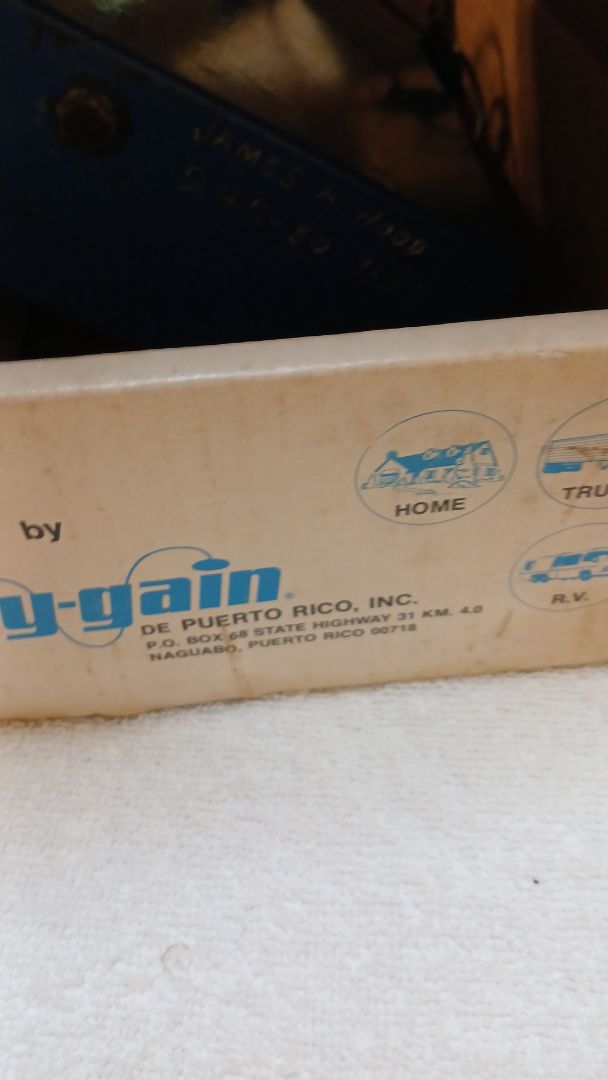 JAMES A WOOD
by
y-gain
DE PUERTO RICO, INC.
P.O. BOX 68 STATE HIGHWAY 31 KM. 4.0
NAGUABO, PUERTO RICO 00718
HOME
TRU
R.V.